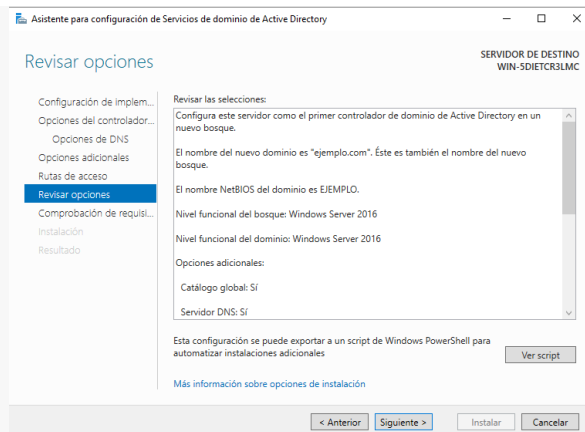 Asistente para configuración de Servicios de dominio de Active Directory
Revisar opciones
SERVIDOR DE DESTINO
WIN-5DIETCR3LMC
Configuración de implem...
Opciones del controlador...
Opciones de DNS
Opciones adicionales
Rutas de acceso
Revisar opciones
Comprobación de requisi...
Instalación
Resultado
Revisar las selecciones:
Configura este servidor como el primer controlador de dominio de Active Directory en un
nuevo bosque.
El nombre del nuevo dominio es "ejemplo.com". Éste es también el nombre del nuevo
bosque.
El nombre NetBIOS del dominio es EJEMPLO.
Nivel funcional del bosque: Windows Server 2016
Nivel funcional del dominio: Windows Server 2016
Opciones adicionales:
Catálogo global: Sí
Servidor DNS: Sí
Esta configuración se puede exportar a un script de Windows PowerShell para
automatizar instalaciones adicionales
Ver script
Más información sobre opciones de instalación
< Anterior
Siguiente >
Instalar
Cancelar